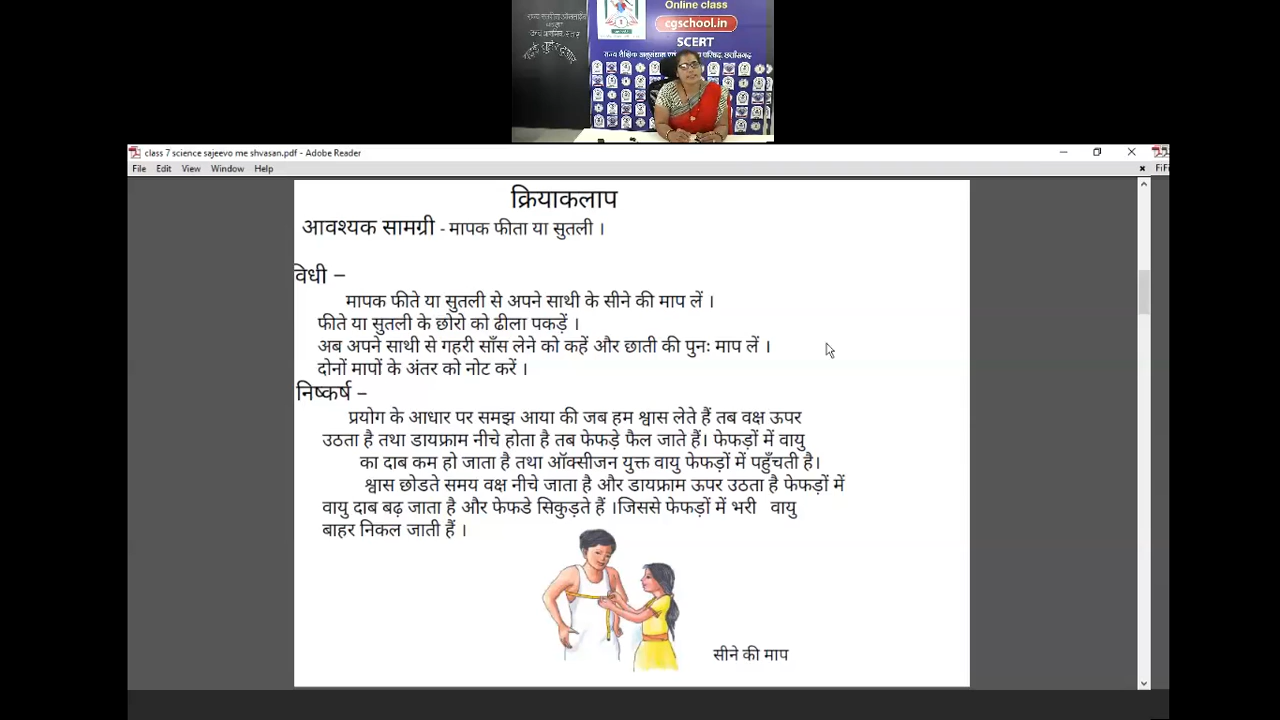 Online class
cgschool.in
SCERT
class 7 science sajeevo me shvasan.pdf - Adobe Reader
File Edit View Window Help
क्रियाकलाप
आवश्यक सामग्री - मापक फीता या सुतली ।
विधी –
मापक फीते या सुतली से अपने साथी के सीने की माप लें ।
फीते या सुतली के छोरो को ढीला पकड़ें ।
अब अपने साथी से गहरी साँस लेने को कहें और छाती की पुनः माप लें ।
दोनों मापों के अंतर को नोट करें ।
निष्कर्ष –
प्रयोग के आधार पर समझ आया की जब हम श्वास लेते हैं तब वक्ष ऊपर
उठता है तथा डायफ्राम नीचे होता है तब फेफड़े फैल जाते हैं। फेफड़ों में वायु
का दाब कम हो जाता है तथा ऑक्सीजन युक्त वायु फेफड़ों में पहुँचती है।
श्वास छोडते समय वक्ष नीचे जाता है और डायफ्राम ऊपर उठता है फेफड़ों में
वायु दाब बढ़ जाता है और फेफडे सिकुड़ते हैं ।जिससे फेफड़ों में भरी वायु
बाहर निकल जाती हैं ।
सीने की माप